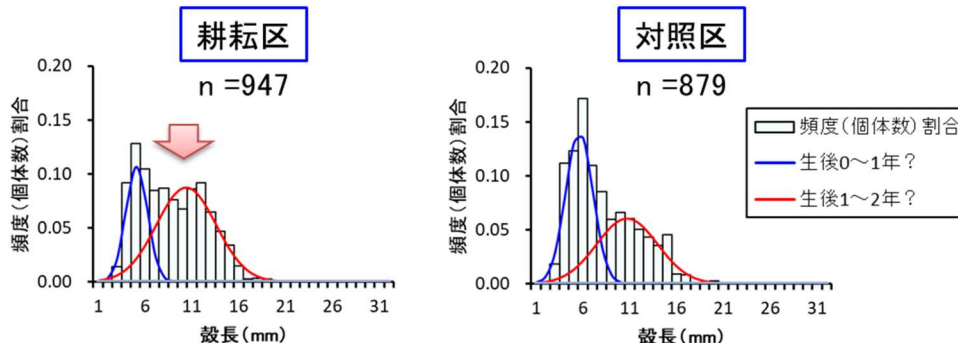 耕耘区
n =947
頻度(個体数)割合
0.20
0.15
0.10
0.05
0.00
1 6 11 16 21 26 31
殻長(mm)
対照区
n =879
頻度(個体数)割合
0.20
0.15
0.10
0.05
0.00
1 6 11 16 21 26 31
殻長(mm)
頻度(個体数)割合
生後0～1年?
生後1～2年?